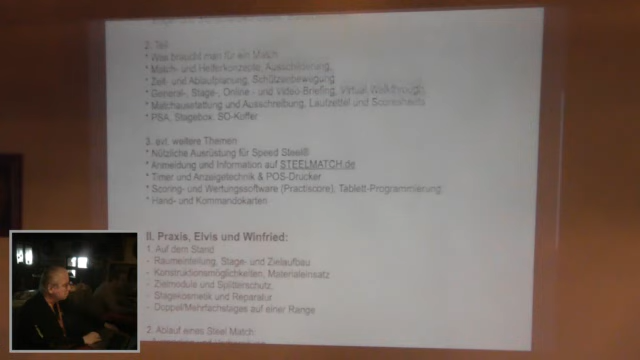 2. Teil
* Was braucht man für ein Match
* Match- und Helferkonzepte, Ausschilderung,
* Zeit- und Ablaufplanung, Schützenbewegung
* General-, Stage-, Online - und Video-Briefing, Virtual Walkthrough,
* Matchauswertung und Ausschreibung, Laufzettel und Scoresheets
* PSA, Stagebox, SO-Koffer
3. evt. weitere Themen
* Nützliche Ausrüstung für Speed Steel®
* Anmeldung und Information auf STEELMATCH.de
* Timer und Anzeigetechnik & POS-Drucker
* Scoring- und Wertungssoftware (Practiscore), Tablett-Programmierung
* Hand- und Kommandokarten
II. Praxis, Elvis und Winfried:
1. Auf dem Stand
- Raumeinteilung, Stage- und Zielaufbau
- Konstruktionsmöglichkeiten, Materialeinsatz
- Zielmodule und Splitterschutz,
- Stagekosmetik und Reparatur
- Doppel/Mehrfachstages auf einer Range
2. Ablauf eines Steel Match